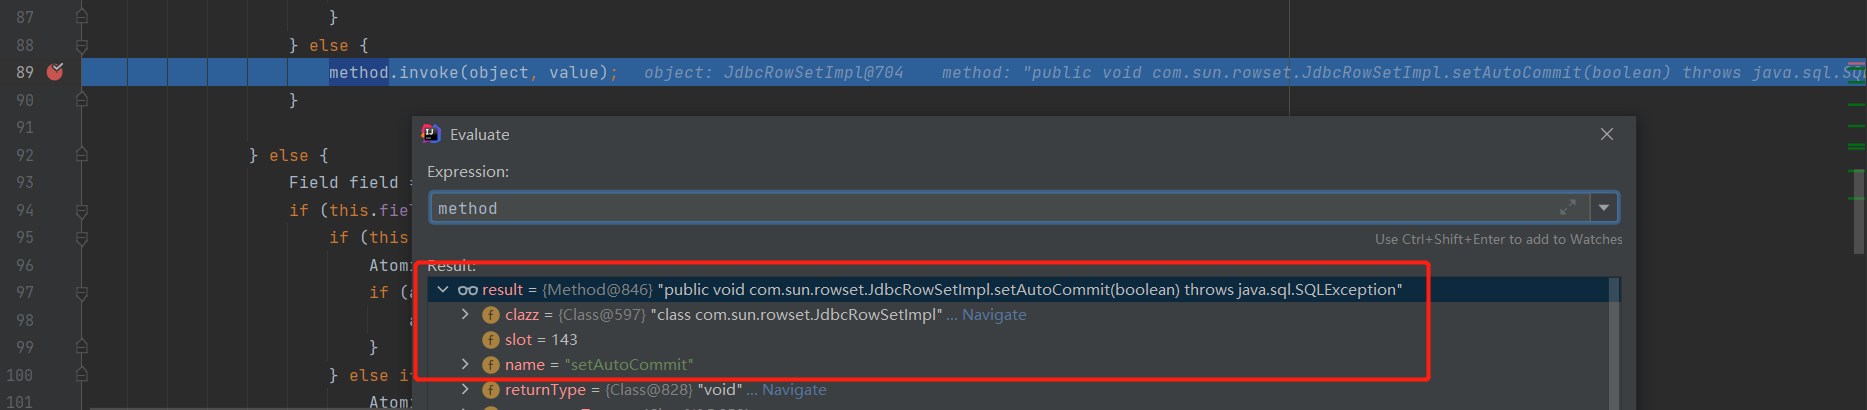 87 }
88 } else {
89 method.invoke(object, value); object: JdbcRowSetImpl@704 method: "public void com.sun.rowset.JdbcRowSetImpl.setAutoCommit(boolean) throws java.sql.SQL
90 }
91
92 } else {
93 Field field =
94 if (this.fiel
95 if (this.
96 Atomi
97 if (a
98 a
99 }
100 } else if
101 Atom
Evaluate
Expression:
method
Use Ctrl+Shift+Enter to add to Watches
Result:
result = {Method@846} "public void com.sun.rowset.JdbcRowSetImpl.setAutoCommit(boolean) throws java.sql.SQLException"
clazz = {Class@597} "class com.sun.rowset.JdbcRowSetImpl" ... Navigate
slot = 143
name = "setAutoCommit"
returnType = {Class@828} "void" ... Navigate